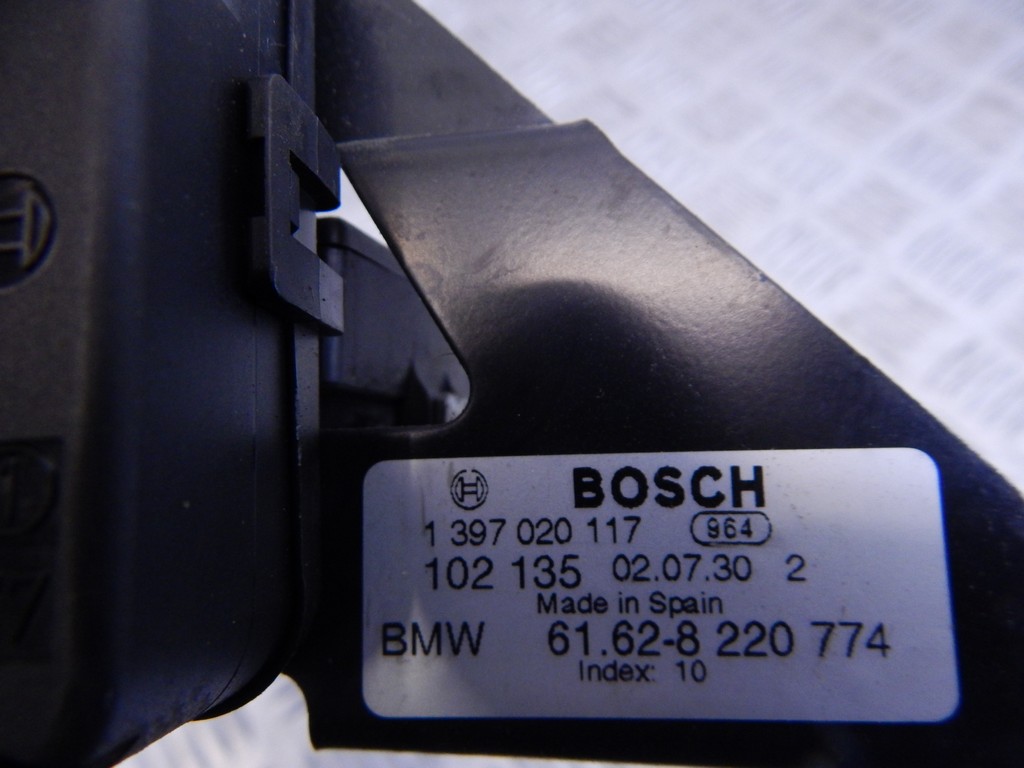 BOSCH
1 397 020 117 964
102 135 02.07.30 2
Made in Spain
BMW 61.62-8 220 774
Index: 10